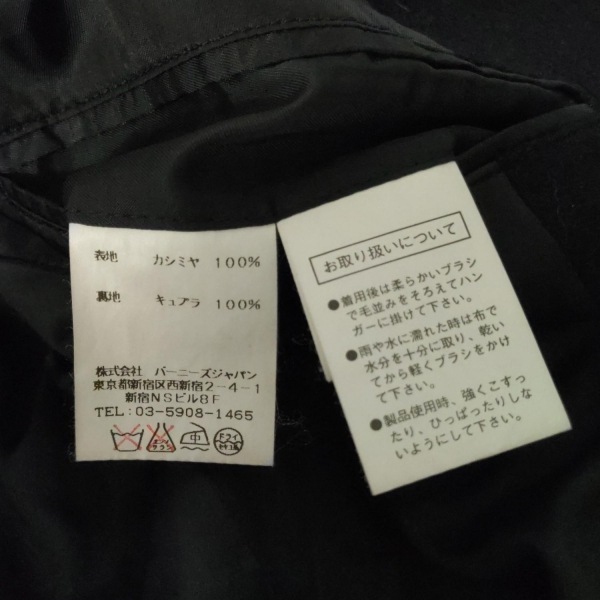 表地 カシミヤ 100%
裏地 キュプラ 100%
株式会社 バーニーズジャパン
東京都新宿区西新宿2-4-1
新宿NSビル8F
TEL:03-5908-1465
中
ドライ
お取り扱いについて
●着用後は柔らかいブラシ
で毛並みをそろえてハン
ガーに掛けて下さい。
●雨や水に濡れた時は布で
水分を十分に取り、乾い
てから軽くブラシをかけ
て下さい。
●製品使用時、強くこすっ
たり、ひっぱったりしな
いようにして下さい。